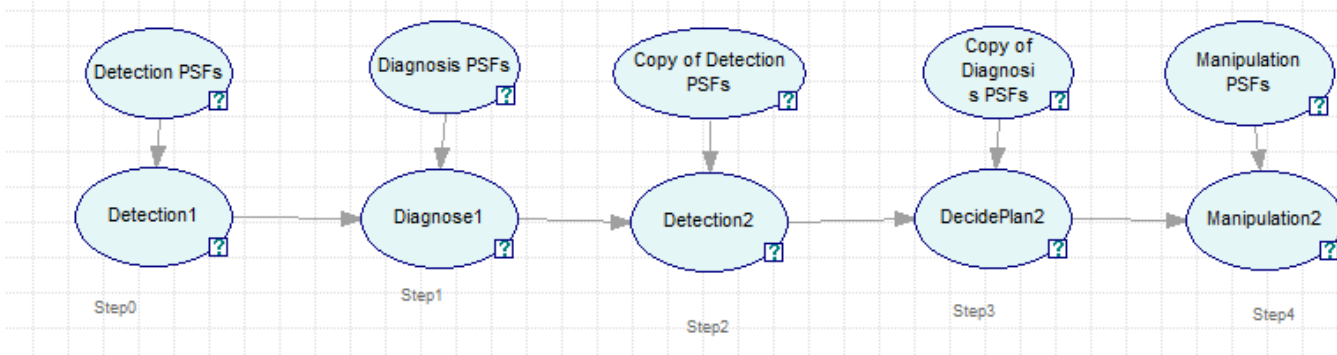 Detection PSFs
?
Diagnosis PSFs
?
Copy of Detection
PSFs
?
Copy of
Diagnosi
s PSFs
?
Manipulation
PSFs
?
Detection1
?
Diagnose1
?
Detection2
?
DecidePlan2
?
Manipulation2
?
Step0
Step1
Step2
Step3
Step4